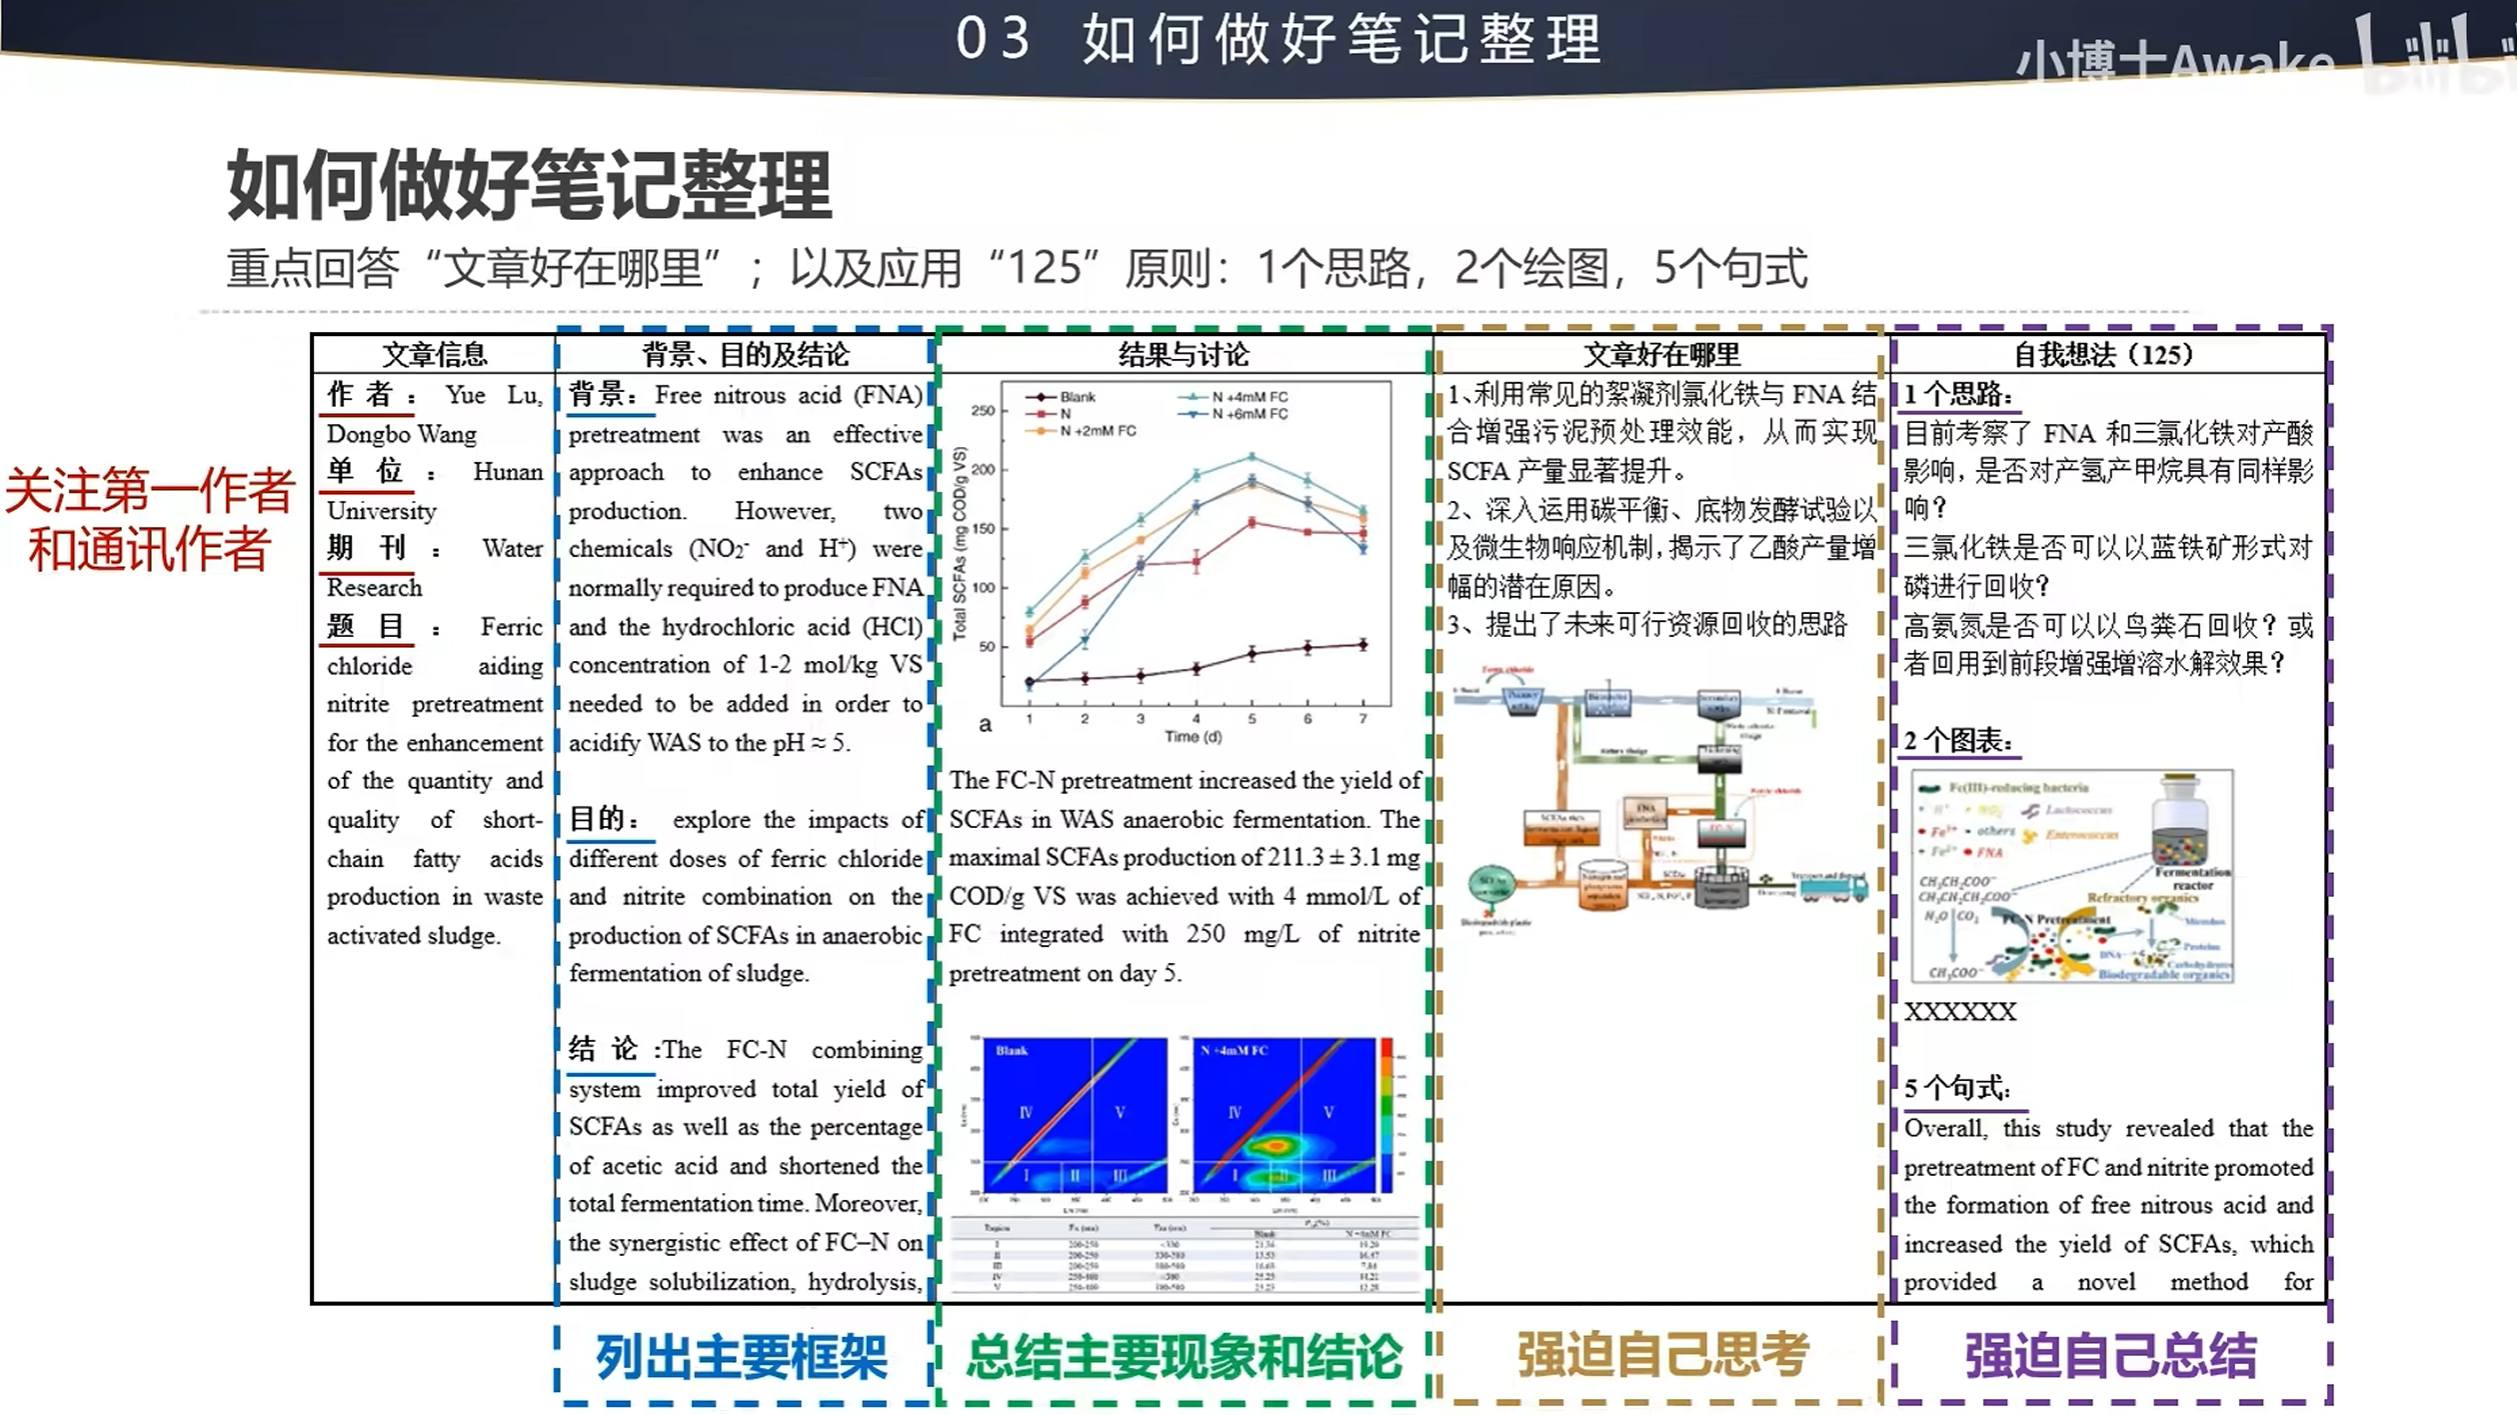 03 如何做好笔记整理
小博士Awake bilibili
如何做好笔记整理
重点回答“文章好在哪里”；以及应用“125”原则：1个思路，2个绘图，5个句式
关注第一作者
和通讯作者
文章信息
作者： Yue Lu,
Dongbo Wang
单位： Hunan
University
期刊： Water
Research
题目： Ferric
chloride aiding
nitrite pretreatment
for the enhancement
of the quantity and
quality of short-
chain fatty acids
production in waste
activated sludge.
背景、目的及结论
背景：Free nitrous acid (FNA)
pretreatment was an effective
approach to enhance SCFAs
production. However, two
chemicals (NO₂⁻ and H⁺) were
normally required to produce FNA
and the hydrochloric acid (HCl)
concentration of 1-2 mol/kg VS
needed to be added in order to
acidify WAS to the pH ≈ 5.
目的： explore the impacts of
different doses of ferric chloride
and nitrite combination on the
production of SCFAs in anaerobic
fermentation of sludge.
结论:The FC-N combining
system improved total yield of
SCFAs as well as the percentage
of acetic acid and shortened the
total fermentation time. Moreover,
the synergistic effect of FC–N on
sludge solubilization, hydrolysis,
列出主要框架
结果与讨论
Blank
N
N +2mM FC
N +4mM FC
N +6mM FC
Total SCFAs (mg COD/g VS)
250
200
150
100
50
1 2 3 4 5 6 7
a
Time (d)
The FC-N pretreatment increased the yield of
SCFAs in WAS anaerobic fermentation. The
maximal SCFAs production of 211.3 ± 3.1 mg
COD/g VS was achieved with 4 mmol/L of
FC integrated with 250 mg/L of nitrite
pretreatment on day 5.
Blank
IV V
I II III
N +4mM FC
IV V
I II III
Region
Blank
总结主要现象和结论
文章好在哪里
1、利用常见的絮凝剂氯化铁与 FNA 结
合增强污泥预处理效能，从而实现
SCFA 产量显著提升。
2、深入运用碳平衡、底物发酵试验以
及微生物响应机制，揭示了乙酸产量增
幅的潜在原因。
3、提出了未来可行资源回收的思路
FNA
强迫自己思考
自我想法（125）
1 个思路：
目前考察了 FNA 和三氯化铁对产酸
影响，是否对产氢产甲烷具有同样影
响？
三氯化铁是否可以以蓝铁矿形式对
磷进行回收？
高氨氮是否可以以鸟粪石回收？或
者回用到前段增强增溶水解效果？
2 个图表：
Fe(III)-reducing bacteria
H⁺ NO₂⁻ Lactococcus
Fe³⁺ others Enterococcus
Fe²⁺ FNA
Fermentation
reactor
CH₃CH₂COO⁻
CH₃CH₂CH₂COO⁻
H₂O CO₂
Refractory organics
FC-N Pretreatment
Microbes
Proteins
DNA
Carbohydrates
CH₃COO⁻
Biodegradable organics
XXXXXX
5 个句式：
Overall, this study revealed that the
pretreatment of FC and nitrite promoted
the formation of free nitrous acid and
increased the yield of SCFAs, which
provided a novel method for
强迫自己总结